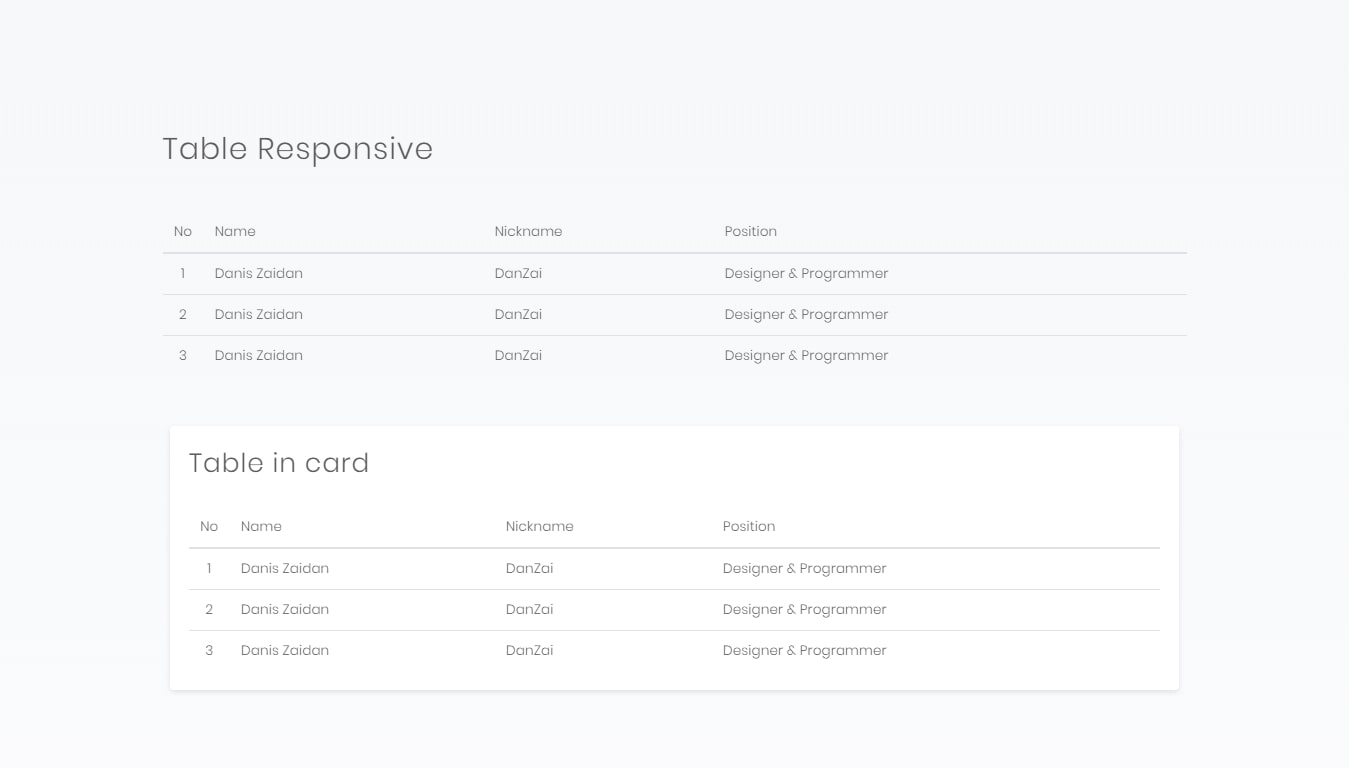 Table Responsive
No Name Nickname Position
1 Danis Zaidan DanZai Designer & Programmer
2 Danis Zaidan DanZai Designer & Programmer
3 Danis Zaidan DanZai Designer & Programmer
Table in card
No Name Nickname Position
1 Danis Zaidan DanZai Designer & Programmer
2 Danis Zaidan DanZai Designer & Programmer
3 Danis Zaidan DanZai Designer & Programmer